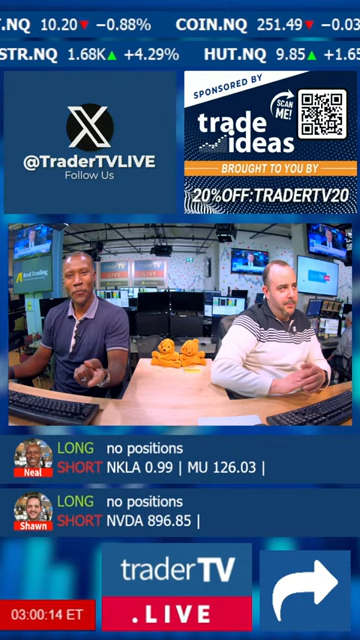 T.NQ 10.20▼ −0.88% COIN.NQ 251.49▼ −0.03
STR.NQ 1.68K▲ +4.29% HUT.NQ 9.85▲ +1.65
@TraderTVLIVE
Follow Us
SPONSORED BY
SCAN ME!
trade
ideas
BROUGHT TO YOU BY
20%OFF:TRADERTV20
LONG no positions
SHORT NKLA 0.99 | MU 126.03 |
Neal
LONG no positions
SHORT NVDA 896.85 |
Shawn
03:00:14 ET
traderTV
.LIVE